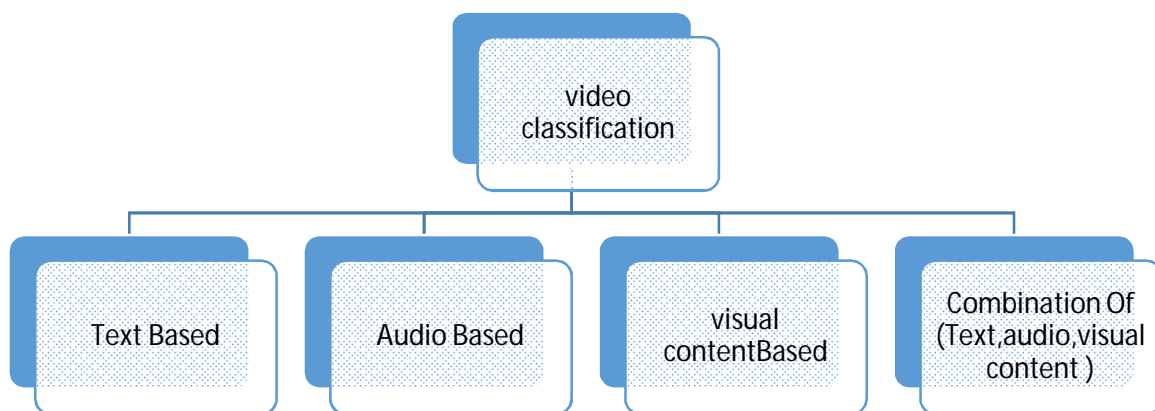 video
classification
Text Based
Audio Based
visual
contentBased
Combination Of
(Text,audio,visual
content )